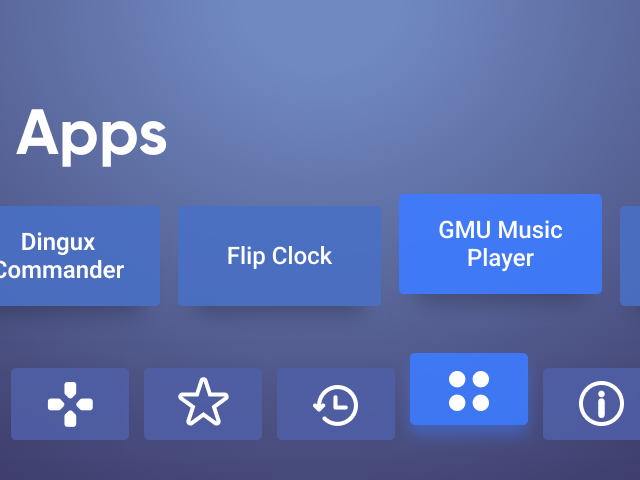 Apps
Dingux
Commander
Flip Clock
GMU Music
Player